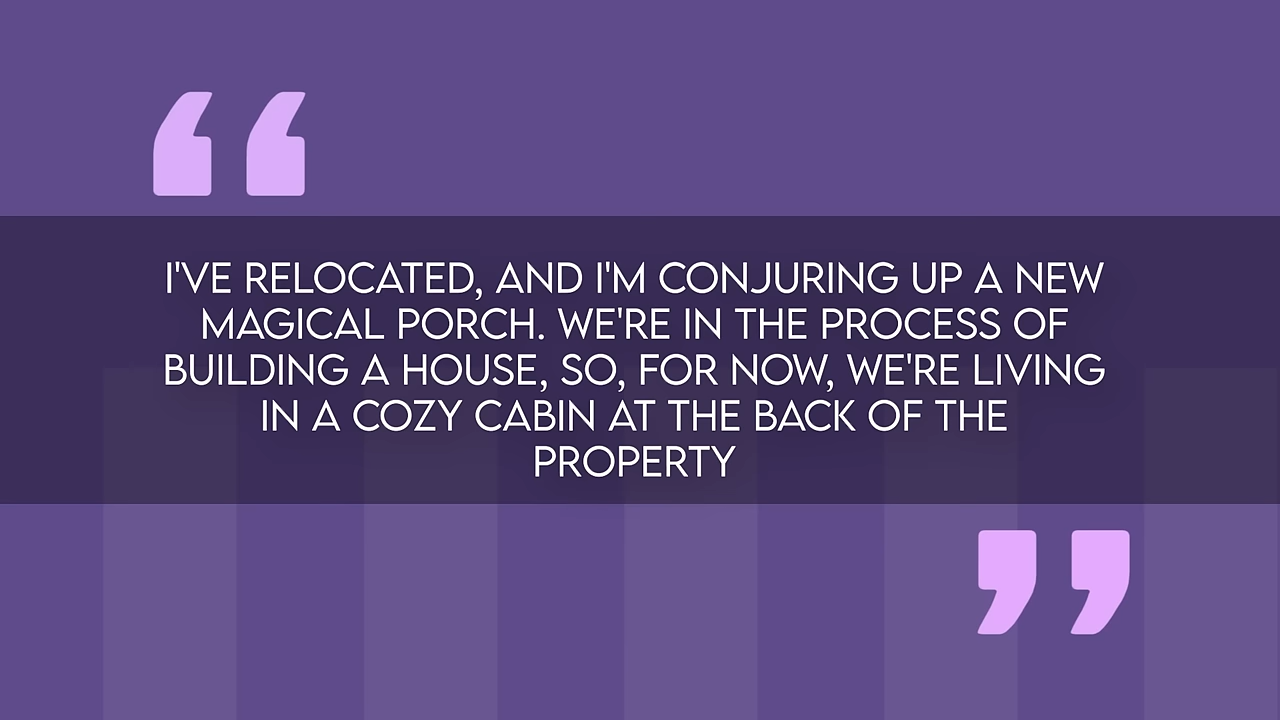 “
I'VE RELOCATED, AND I'M CONJURING UP A NEW
MAGICAL PORCH. WE'RE IN THE PROCESS OF
BUILDING A HOUSE, SO, FOR NOW, WE'RE LIVING
IN A COZY CABIN AT THE BACK OF THE
PROPERTY
”